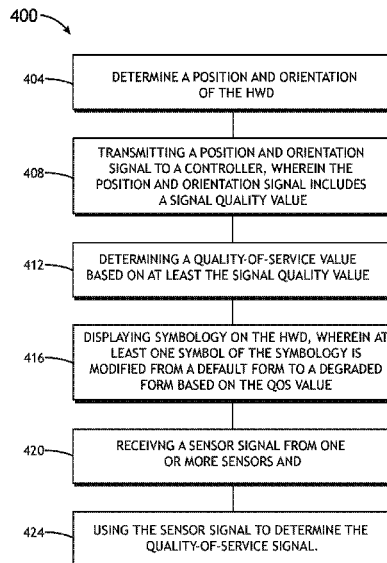 400
404
DETERMINE A POSITION AND ORIENTATION
OF THE HWD
408
TRANSMITTING A POSITION AND ORIENTATION
SIGNAL TO A CONTROLLER, WHEREIN THE
POSITION AND ORIENTATION SIGNAL INCLUDES
A SIGNAL QUALITY VALUE
412
DETERMINING A QUALITY-OF-SERVICE VALUE
BASED ON AT LEAST THE SIGNAL QUALITY VALUE
416
DISPLAYING SYMBOLOGY ON THE HWD, WHEREIN AT
LEAST ONE SYMBOL OF THE SYMBOLOGY IS
MODIFIED FROM A DEFAULT FORM TO A DEGRADED
FORM BASED ON THE QOS VALUE
420
RECEIVNG A SENSOR SIGNAL FROM ONE
OR MORE SENSORS AND
424
USING THE SENSOR SIGNAL TO DETERMINE THE
QUALITY-OF-SERVICE SIGNAL.